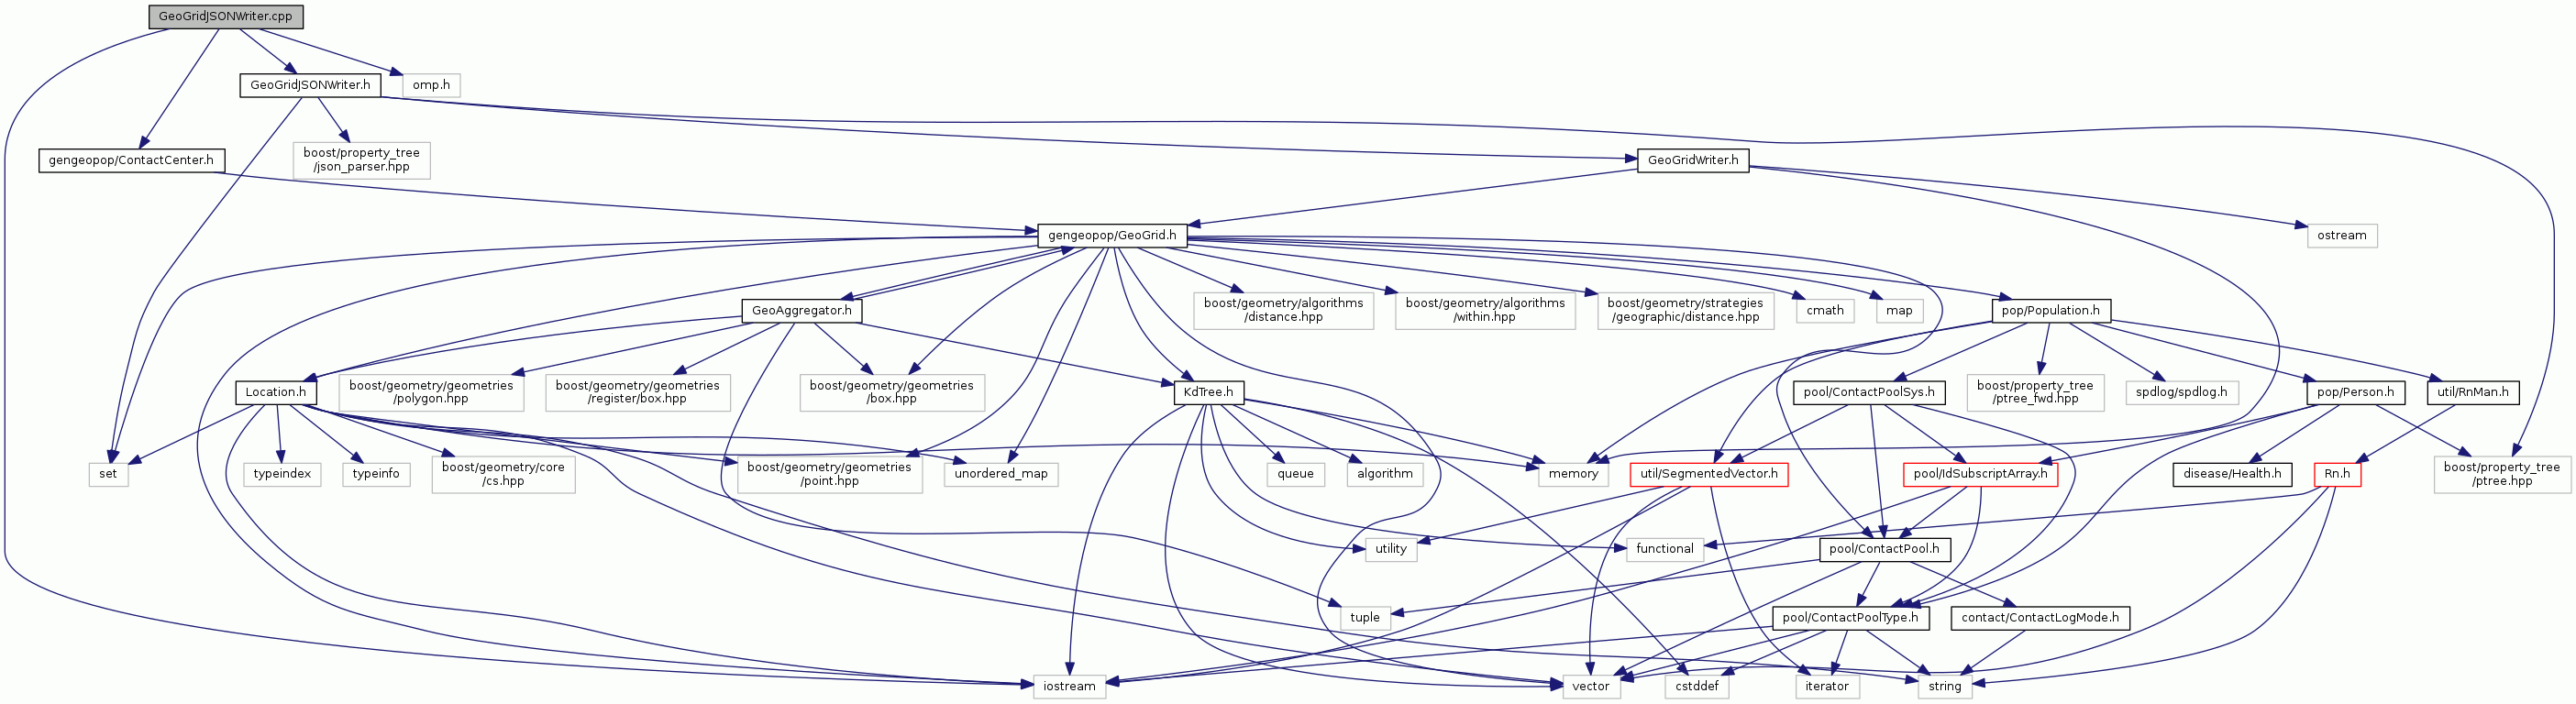 GeoGridJSONWriter.cpp
GeoGridJSONWriter.h
omp.h
gengeopop/ContactCenter.h
boost/property_tree
/json_parser.hpp
GeoGridWriter.h
gengeopop/GeoGrid.h
ostream
GeoAggregator.h
boost/geometry/algorithms
/distance.hpp
boost/geometry/algorithms
/within.hpp
boost/geometry/strategies
/geographic/distance.hpp
cmath
map
pop/Population.h
Location.h
boost/geometry/geometries
/polygon.hpp
boost/geometry/geometries
/register/box.hpp
boost/geometry/geometries
/box.hpp
KdTree.h
pool/ContactPoolSys.h
boost/property_tree
/ptree_fwd.hpp
spdlog/spdlog.h
pop/Person.h
util/RnMan.h
set
typeindex
typeinfo
boost/geometry/core
/cs.hpp
boost/geometry/geometries
/point.hpp
unordered_map
queue
algorithm
memory
util/SegmentedVector.h
pool/IdSubscriptArray.h
disease/Health.h
Rn.h
boost/property_tree
/ptree.hpp
utility
functional
pool/ContactPool.h
tuple
pool/ContactPoolType.h
contact/ContactLogMode.h
iostream
vector
cstddef
iterator
string